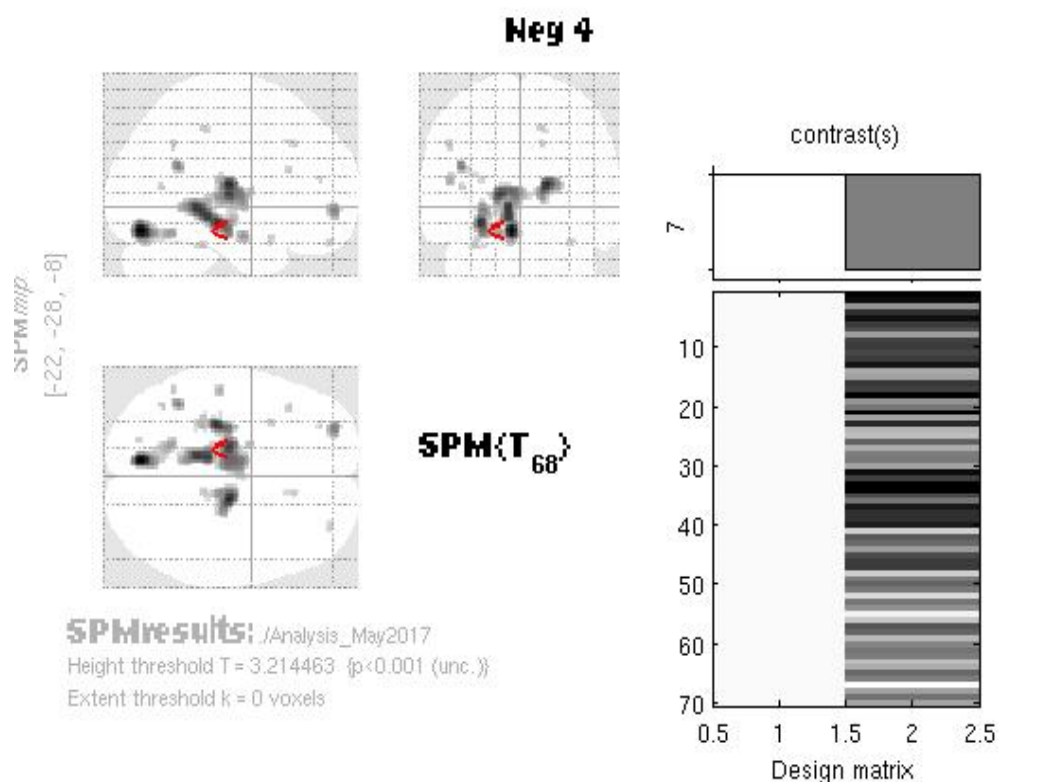 Neg 4
SPMmip
[-22, -28, -8]
<
<
<
SPM{T68}
SPMresults: ./Analysis_May2017
Height threshold T = 3.214463 {p<0.001 (unc.)}
Extent threshold k = 0 voxels
contrast(s)
7
10
20
30
40
50
60
70
0.5 1 1.5 2 2.5
Design matrix